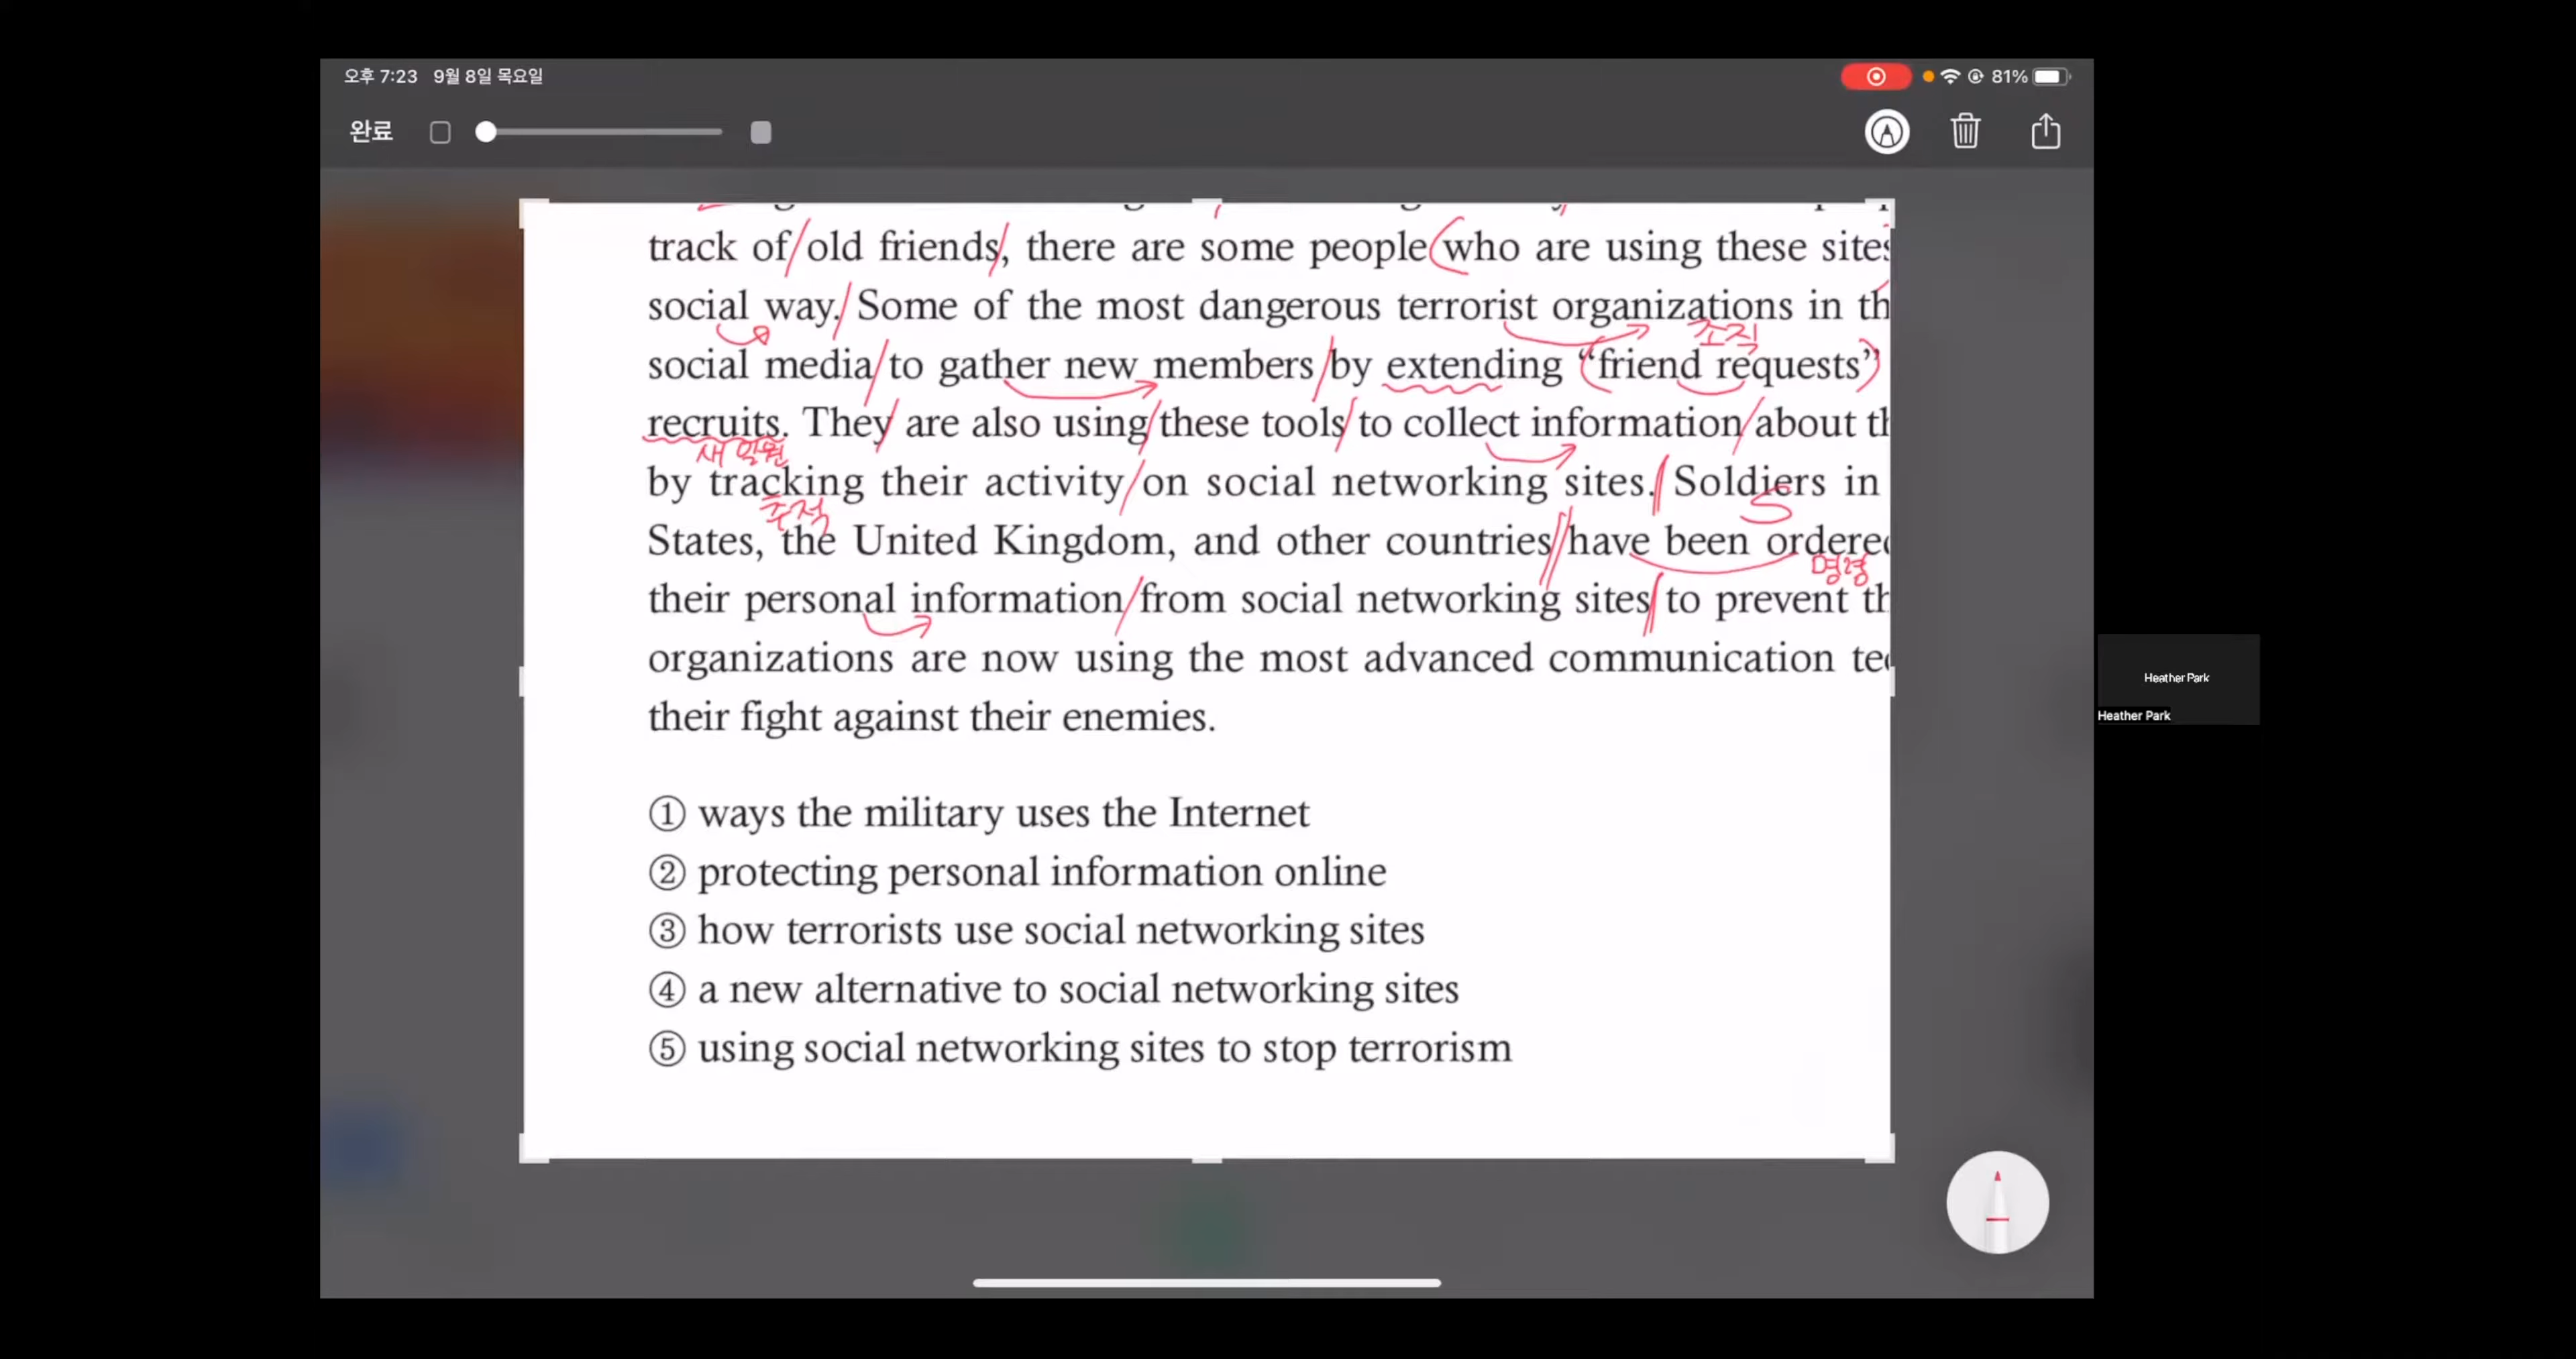 오후 7:23 9월 8일 목요일
81%
완료
track of old friends, there are some people who are using these sites
social way. Some of the most dangerous terrorist organizations in th
조직
social media to gather new members by extending “friend requests”
recruits. They are also using these tools to collect information about th
새 일원
by tracking their activity on social networking sites. Soldiers in
추적
S
States, the United Kingdom, and other countries have been ordered
명령
their personal information from social networking sites to prevent th
organizations are now using the most advanced communication tec
their fight against their enemies.
① ways the military uses the Internet
② protecting personal information online
③ how terrorists use social networking sites
④ a new alternative to social networking sites
⑤ using social networking sites to stop terrorism
Heather Park
Heather Park